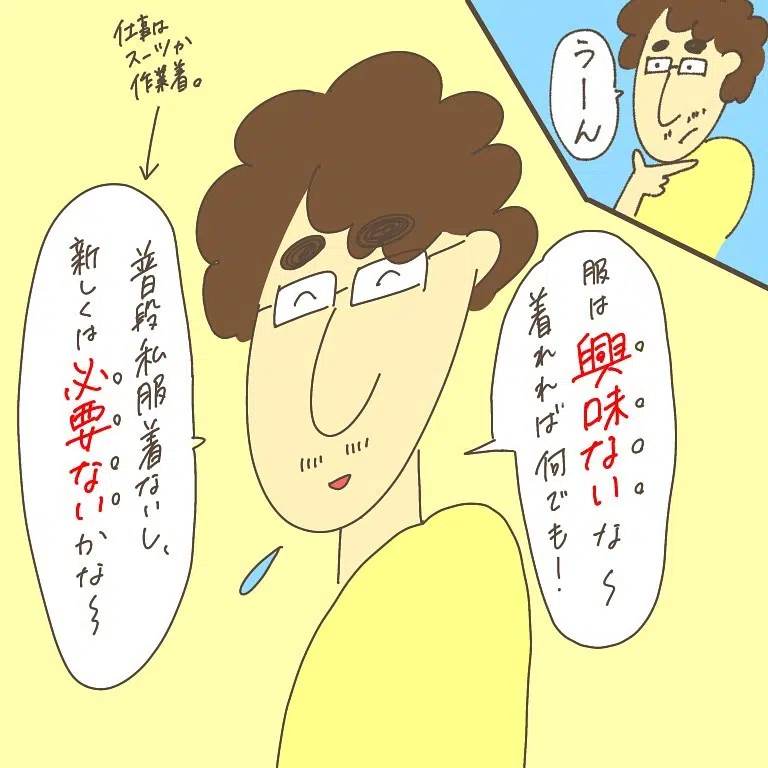 うーん
服は
興味ないな〜
着れれば何でも!
仕事は
スーツか
作業着。
普段私服着ないし、
新しくは
必要ないかな〜